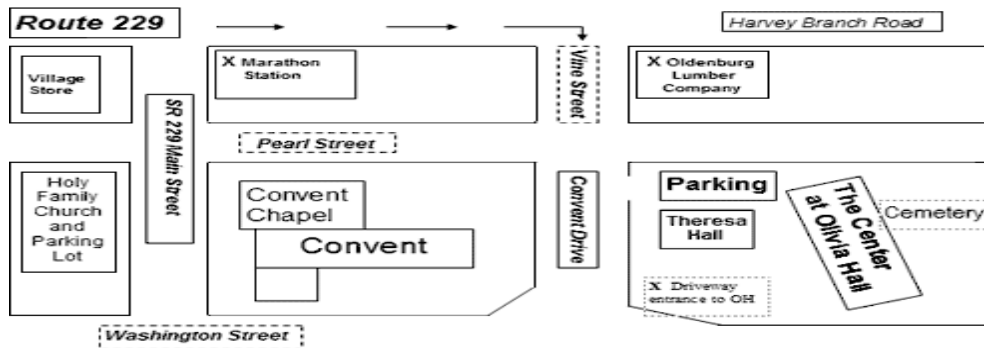 Route 229
Harvey Branch Road
Village
Store
X Marathon
Station
Vine Street
X Oldenburg
Lumber
Company
SR 229 Main Street
Pearl Street
Holy
Family
Church
and
Parking
Lot
Convent
Chapel
Convent
Convent Drive
Parking
Theresa
Hall
The Center
at Olivia Hall
Cemetery
X Driveway
entrance to OH
Washington Street